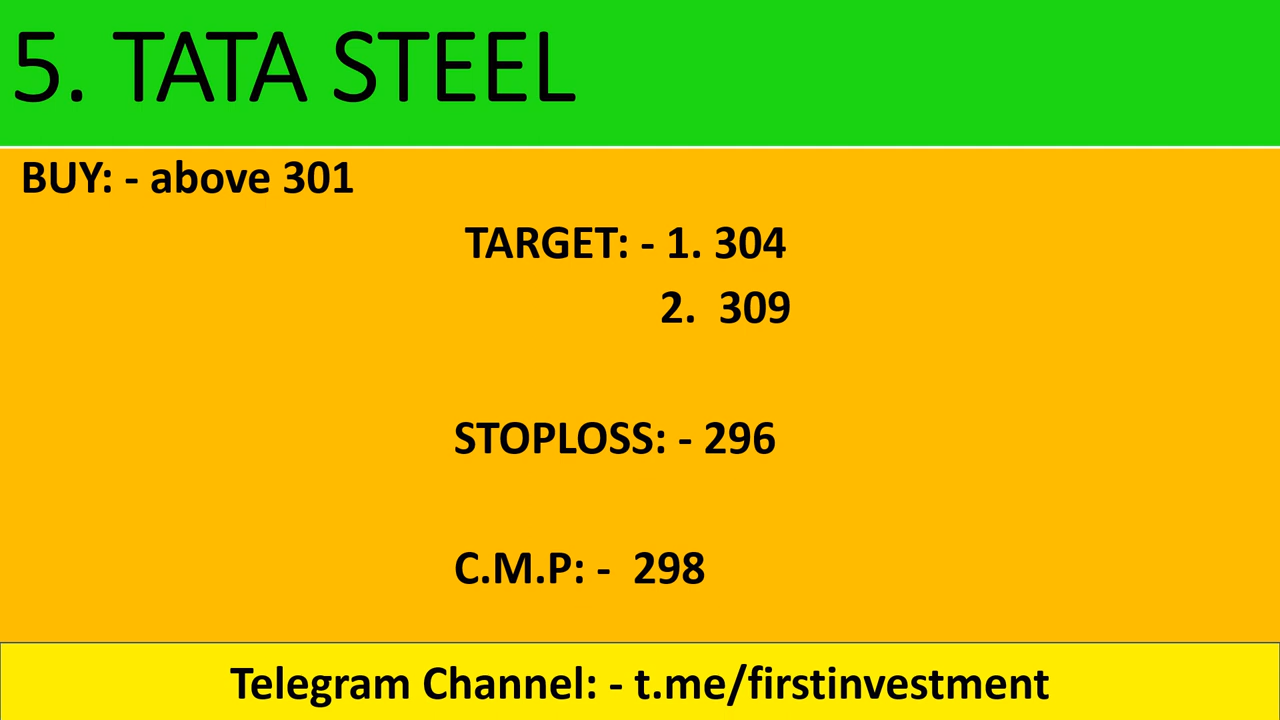 5. TATA STEEL
BUY: - above 301
TARGET: - 1. 304
2. 309
STOPLOSS: - 296
C.M.P: - 298
Telegram Channel: - t.me/firstinvestment